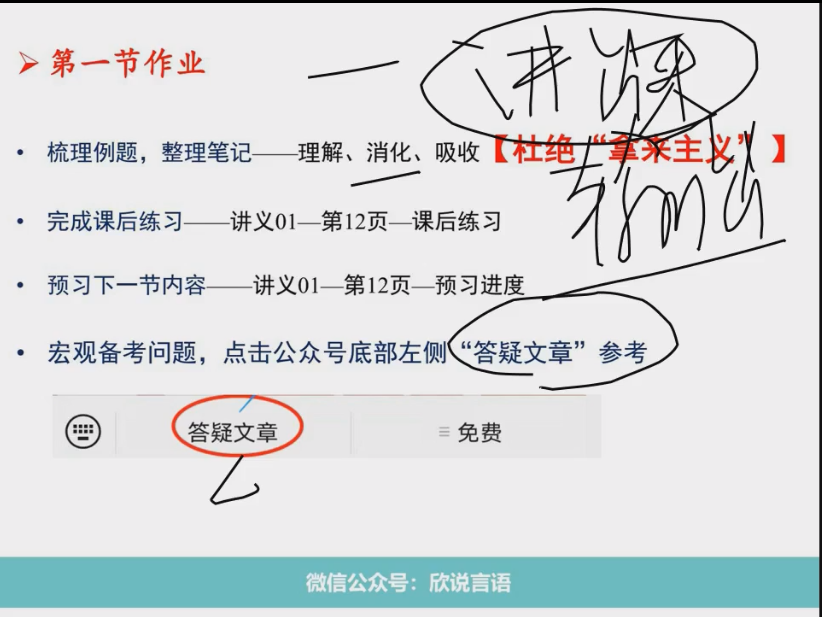 第一节作业
梳理例题，整理笔记——理解、消化、吸收【杜绝“拿来主义”】
完成课后练习——讲义01—第12页—课后练习
预习下一节内容——讲义01—第12页—预习进度
宏观备考问题，点击公众号底部左侧“答疑文章”参考
答疑文章
免费
微信公众号：欣说言语